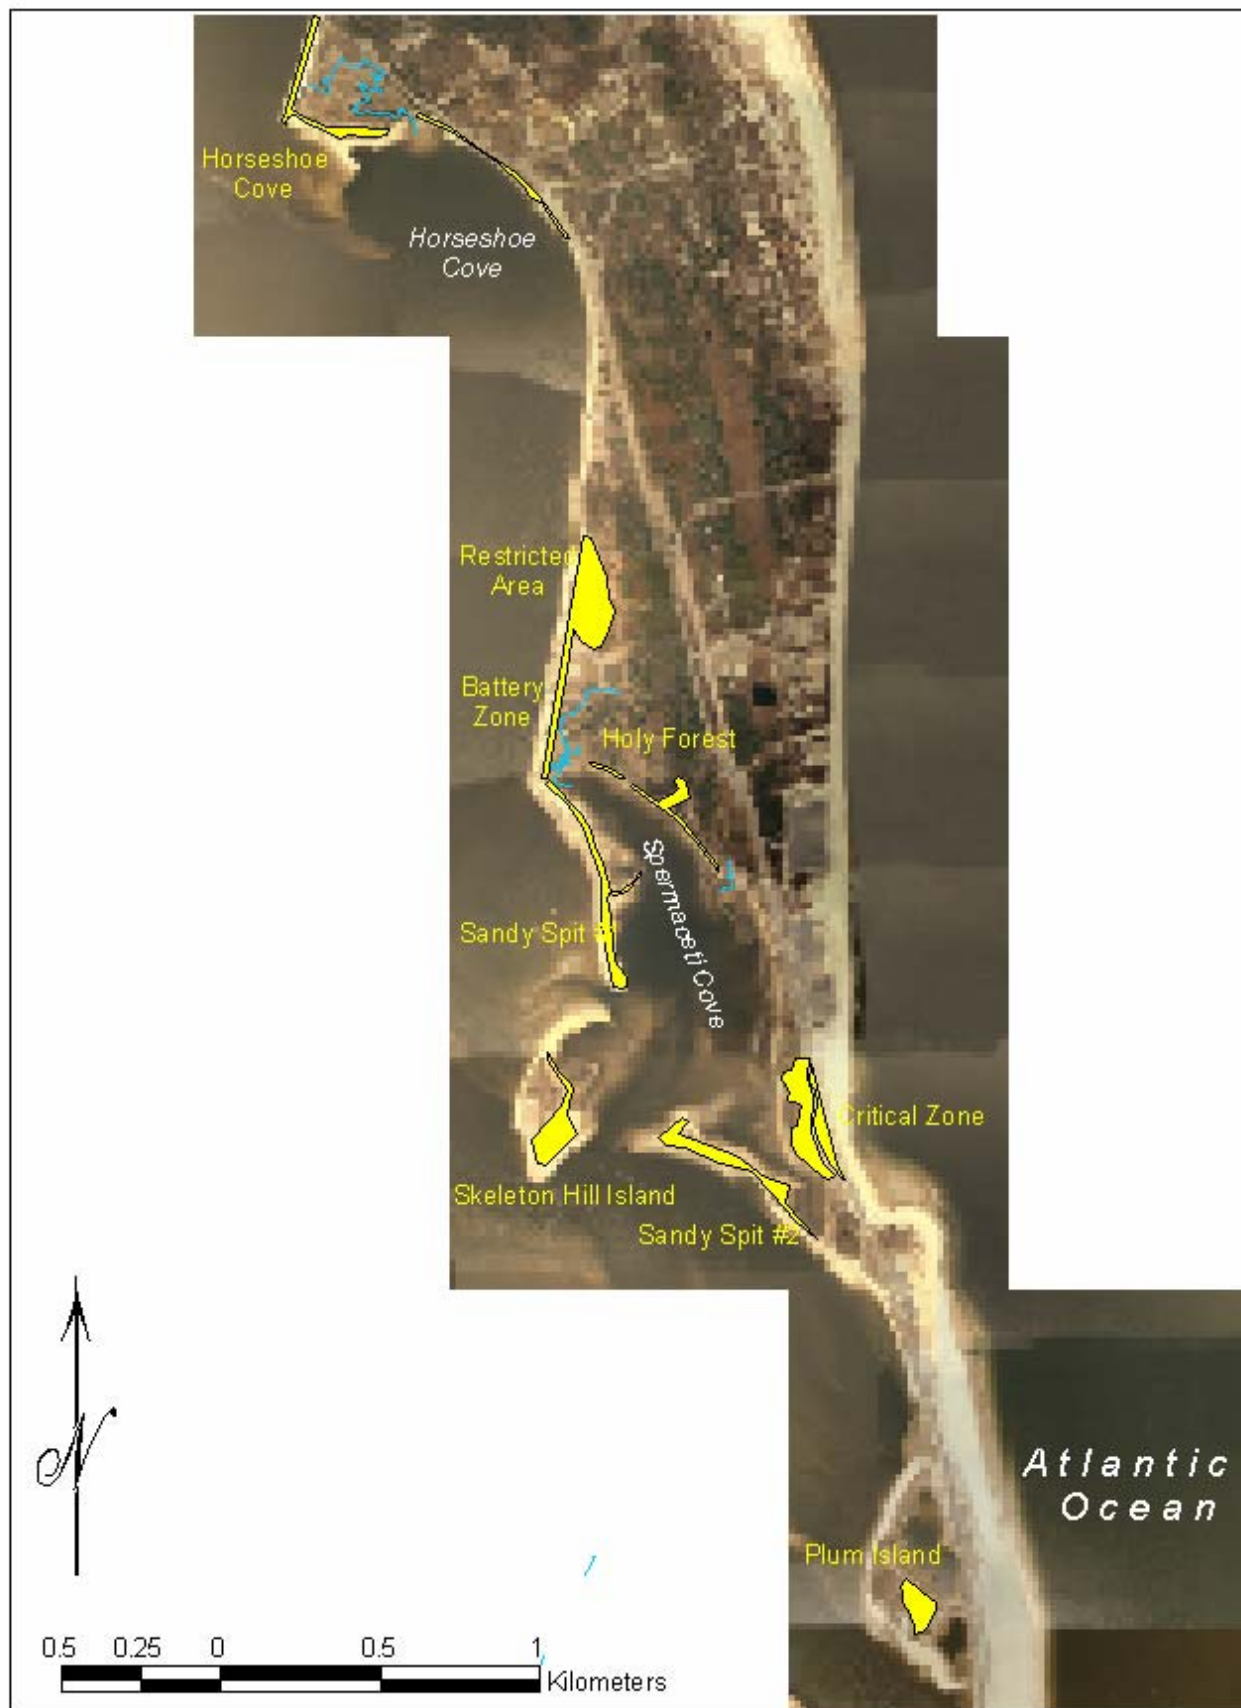 Horseshoe
Cove
Horseshoe
Cove
Restricted
Area
Battery
Zone
Holy Forest
Spermaceti Cove
Sandy Spit #1
Critical Zone
Skeleton Hill Island
Sandy Spit #2
N
Atlantic
Ocean
Plum Island
0.5 0.25 0 0.5 1
Kilometers